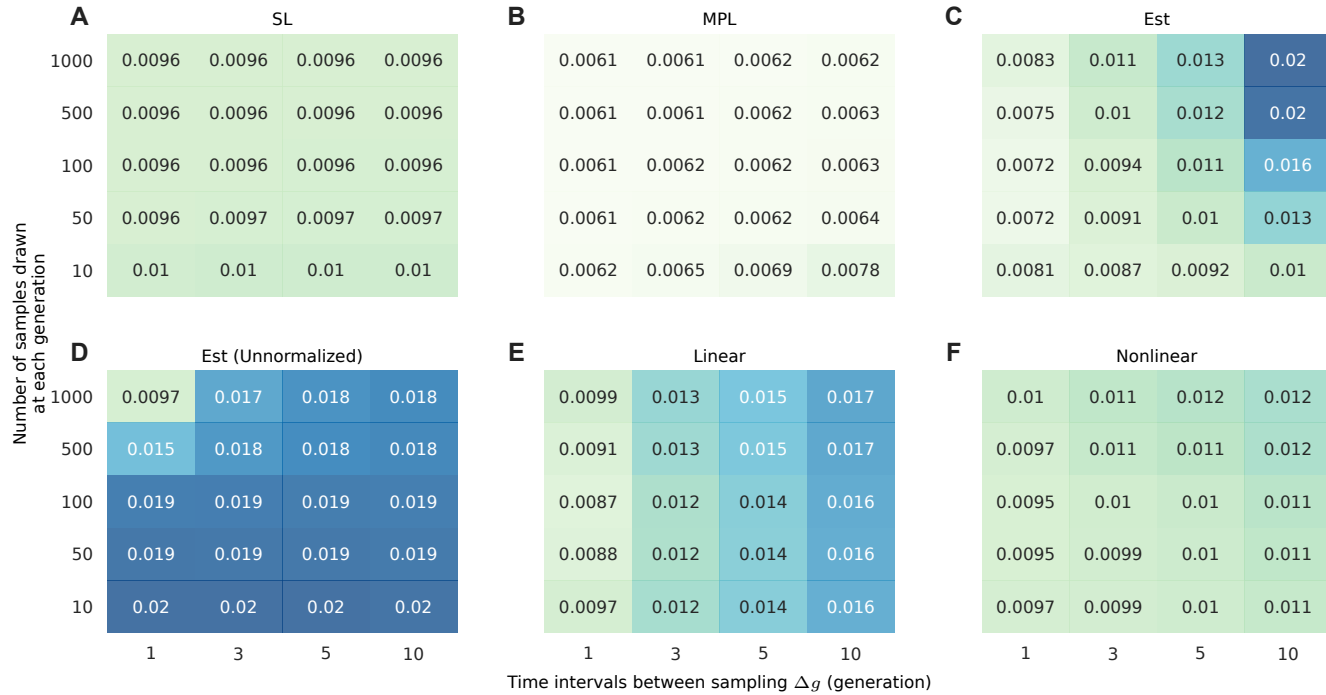 A SL B MPL C Est
1000 0.0096 0.0096 0.0096 0.0096 0.0061 0.0061 0.0062 0.0062 0.0083 0.011 0.013 0.02
500 0.0096 0.0096 0.0096 0.0096 0.0061 0.0061 0.0062 0.0063 0.0075 0.01 0.012 0.02
100 0.0096 0.0096 0.0096 0.0096 0.0061 0.0062 0.0062 0.0063 0.0072 0.0094 0.011 0.016
50 0.0096 0.0097 0.0097 0.0097 0.0061 0.0062 0.0062 0.0064 0.0072 0.0091 0.01 0.013
10 0.01 0.01 0.01 0.01 0.0062 0.0065 0.0069 0.0078 0.0081 0.0087 0.0092 0.01
Number of samples drawn
at each generation
D Est (Unnormalized) E Linear F Nonlinear
1000 0.0097 0.017 0.018 0.018 0.0099 0.013 0.015 0.017 0.01 0.011 0.012 0.012
500 0.015 0.018 0.018 0.018 0.0091 0.013 0.015 0.017 0.0097 0.011 0.011 0.012
100 0.019 0.019 0.019 0.019 0.0087 0.012 0.014 0.016 0.0095 0.01 0.01 0.011
50 0.019 0.019 0.019 0.019 0.0088 0.012 0.014 0.016 0.0095 0.0099 0.01 0.011
10 0.02 0.02 0.02 0.02 0.0097 0.012 0.014 0.016 0.0097 0.0099 0.01 0.011
1 3 5 10 1 3 5 10 1 3 5 10
Time intervals between sampling Δg (generation)